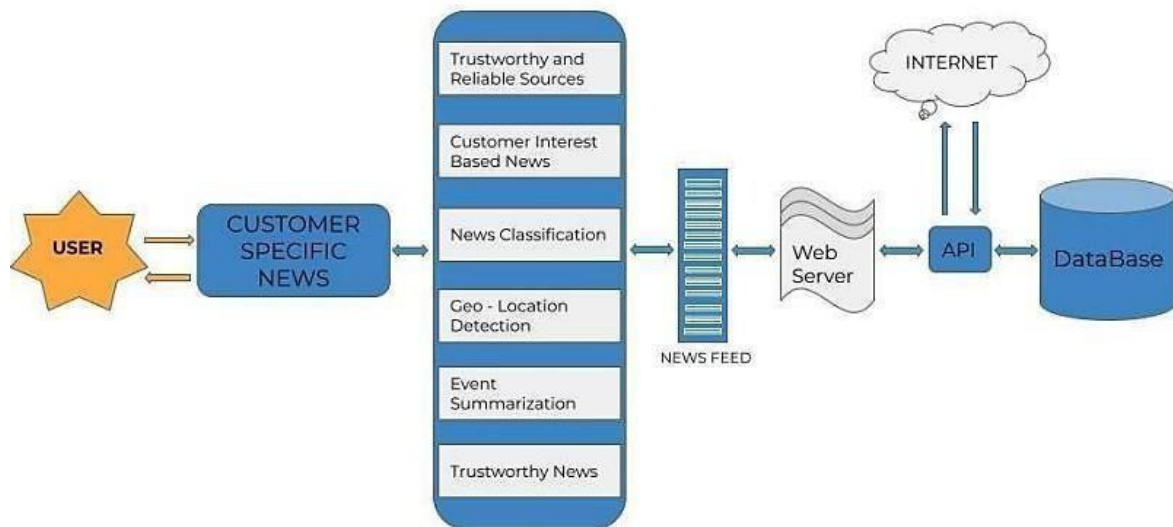 USER
CUSTOMER
SPECIFIC
NEWS
Trustworthy and
Reliable Sources
Customer Interest
Based News
News Classification
Geo - Location
Detection
Event
Summarization
Trustworthy News
NEWS FEED
Web
Server
API
INTERNET
DataBase